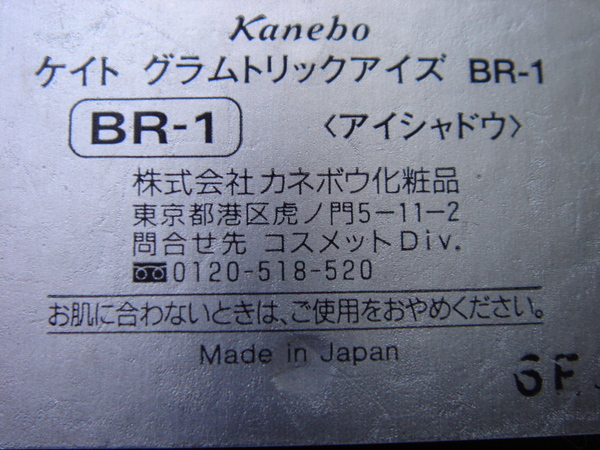 Kanebo
ケイト グラムトリックアイズ BR-1
BR-1 〈アイシャドウ〉
株式会社 カネボウ化粧品
東京都港区虎ノ門5-11-2
問合せ先 コスメットDiv.
0120-518-520
お肌に合わないときは、ご使用をおやめください。
Made in Japan
6F